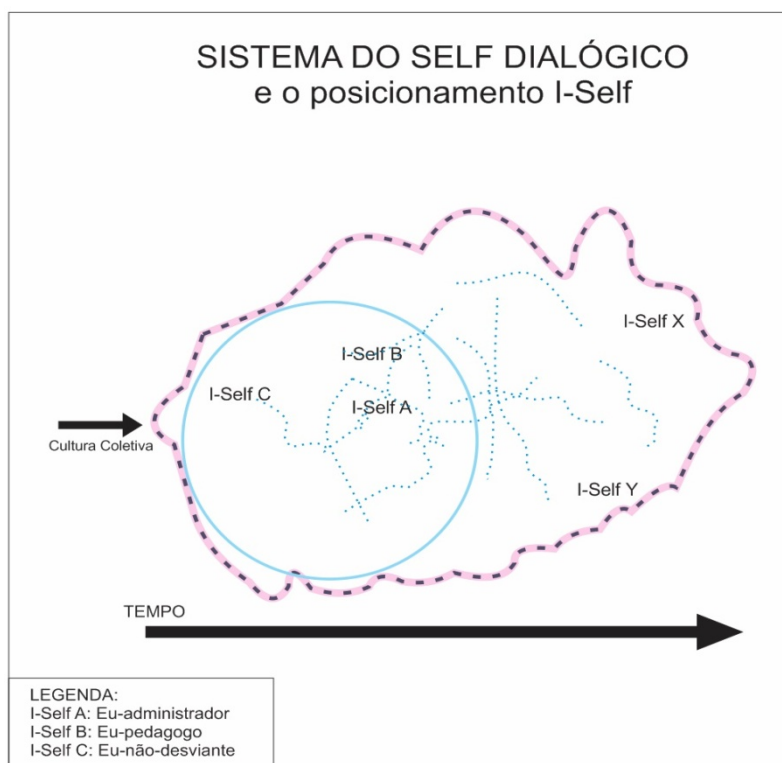 SISTEMA DO SELF DIALÓGICO
e o posicionamento I-Self
I-Self X
I-Self B
I-Self C
I-Self A
Cultura Coletiva
I-Self Y
TEMPO
LEGENDA:
I-Self A: Eu-administrador
I-Self B: Eu-pedagogo
I-Self C: Eu-não-desviante